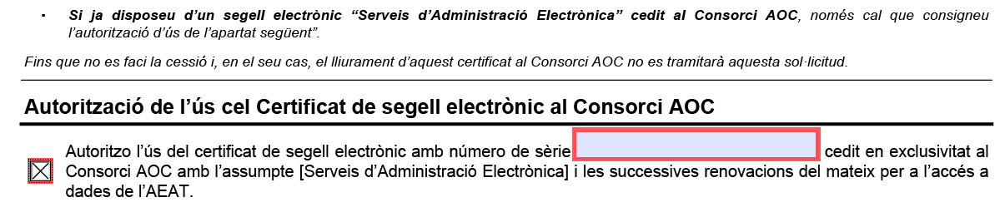 ▪ Si ja disposeu d’un segell electrònic “Serveis d’Administració Electrònica” cedit al Consorci AOC, només cal que consigneu
l’autorització d’ús de l’apartat següent”.
Fins que no es faci la cessió i, en el seu cas, el lliurament d’aquest certificat al Consorci AOC no es tramitarà aquesta sol·licitud.
Autorització de l’ús cel Certificat de segell electrònic al Consorci AOC
Autoritzo l’ús del certificat de segell electrònic amb número de sèrie cedit en exclusivitat al
Consorci AOC amb l’assumpte [Serveis d’Administració Electrònica] i les successives renovacions del mateix per a l’accés a
dades de l’AEAT.